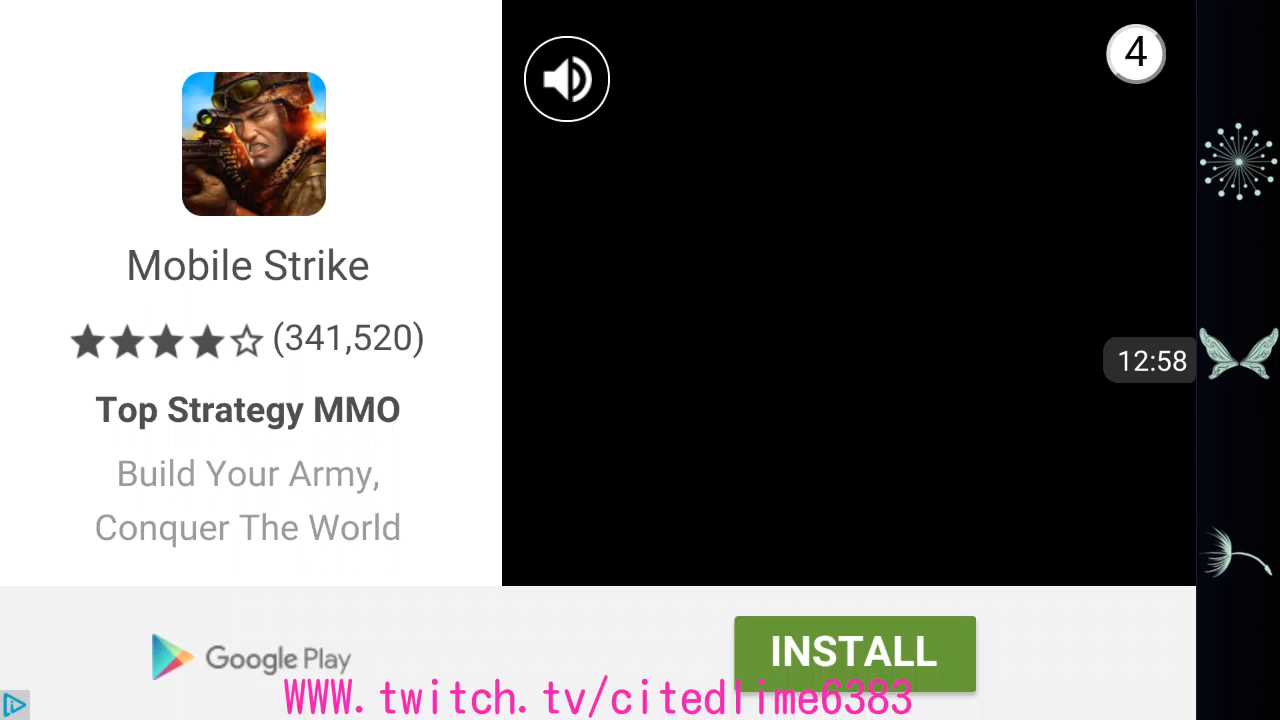 4
Mobile Strike
(341,520)
12:58
Top Strategy MMO
Build Your Army,
Conquer The World
Google Play
INSTALL
WWW.twitch.tv/citedlime6383